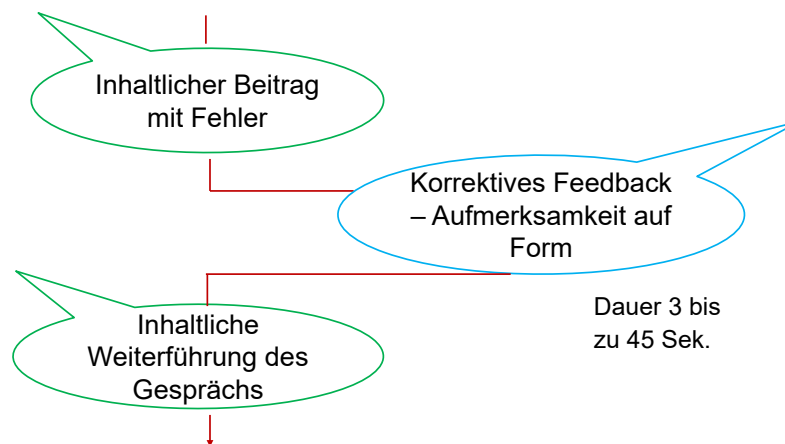 Inhaltlicher Beitrag
mit Fehler
Korrektives Feedback
– Aufmerksamkeit auf
Form
Dauer 3 bis
zu 45 Sek.
Inhaltliche
Weiterführung des
Gesprächs